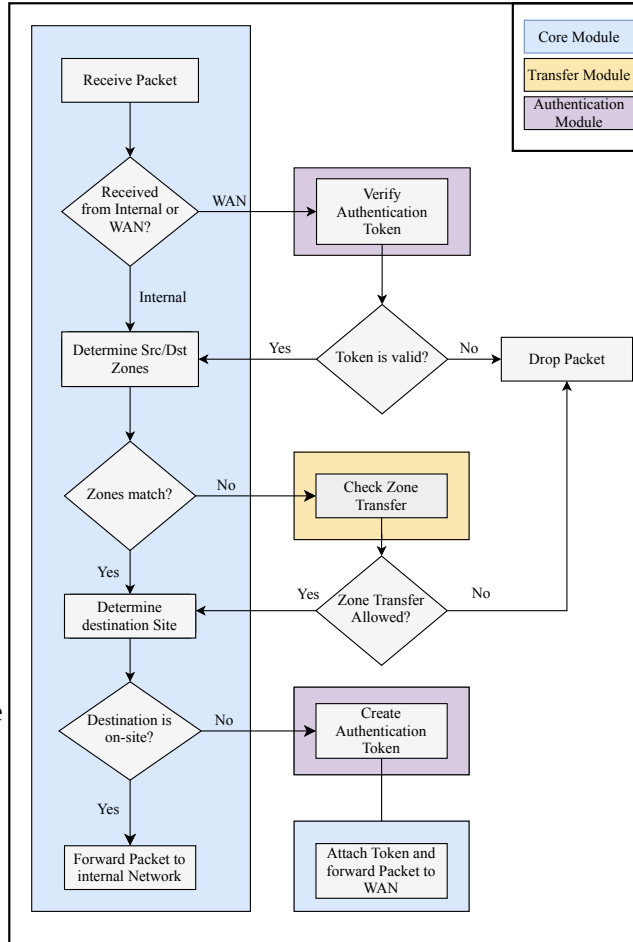 Core Module
Transfer Module
Authentication
Module
Receive Packet
Received
from Internal or
WAN?
WAN
Verify
Authentication
Token
Internal
Determine Src/Dst
Zones
Yes
Token is valid?
No
Drop Packet
Zones match?
No
Check Zone
Transfer
Yes
Determine
destination Site
Yes
Zone Transfer
Allowed?
No
Destination is
on-site?
No
Create
Authentication
Token
Yes
Forward Packet to
internal Network
Attach Token and
forward Packet to
WAN